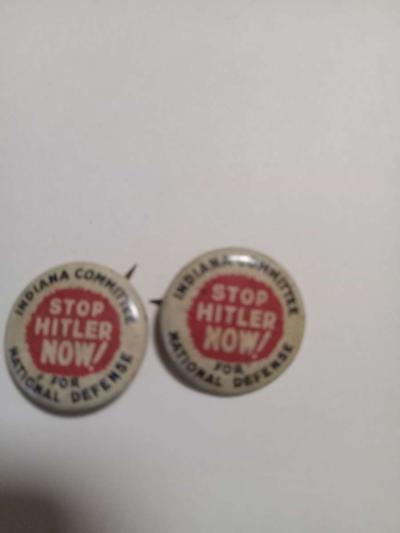 INDIANA COMMITTEE
STOP
HITLER
NOW!
FOR
NATIONAL DEFENSE
INDIANA COMMITTEE
STOP
HITLER
NOW!
FOR
NATIONAL DEFENSE